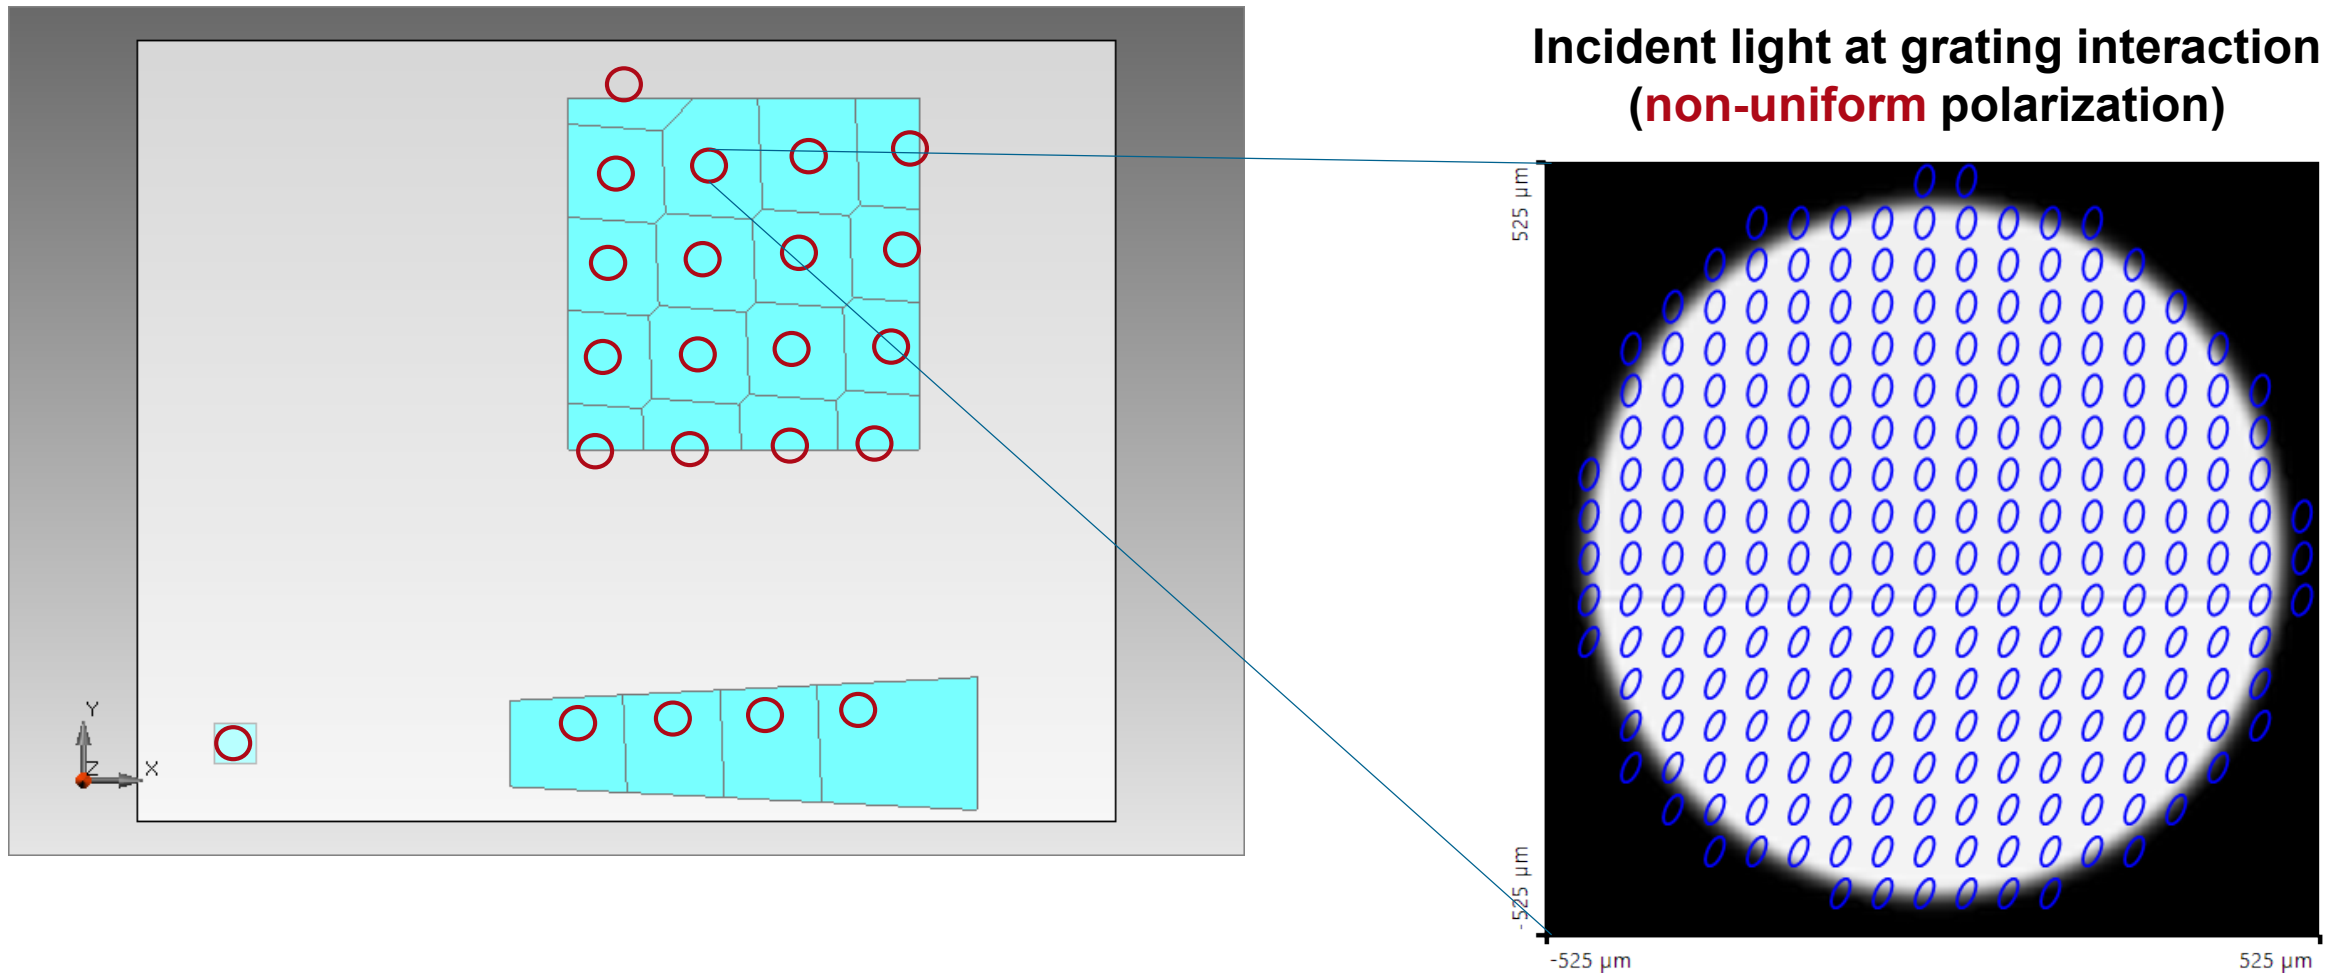 Incident light at grating interaction
(non-uniform polarization)
525 µm
-525 µm
-525 µm
525 µm
Y
Z
X